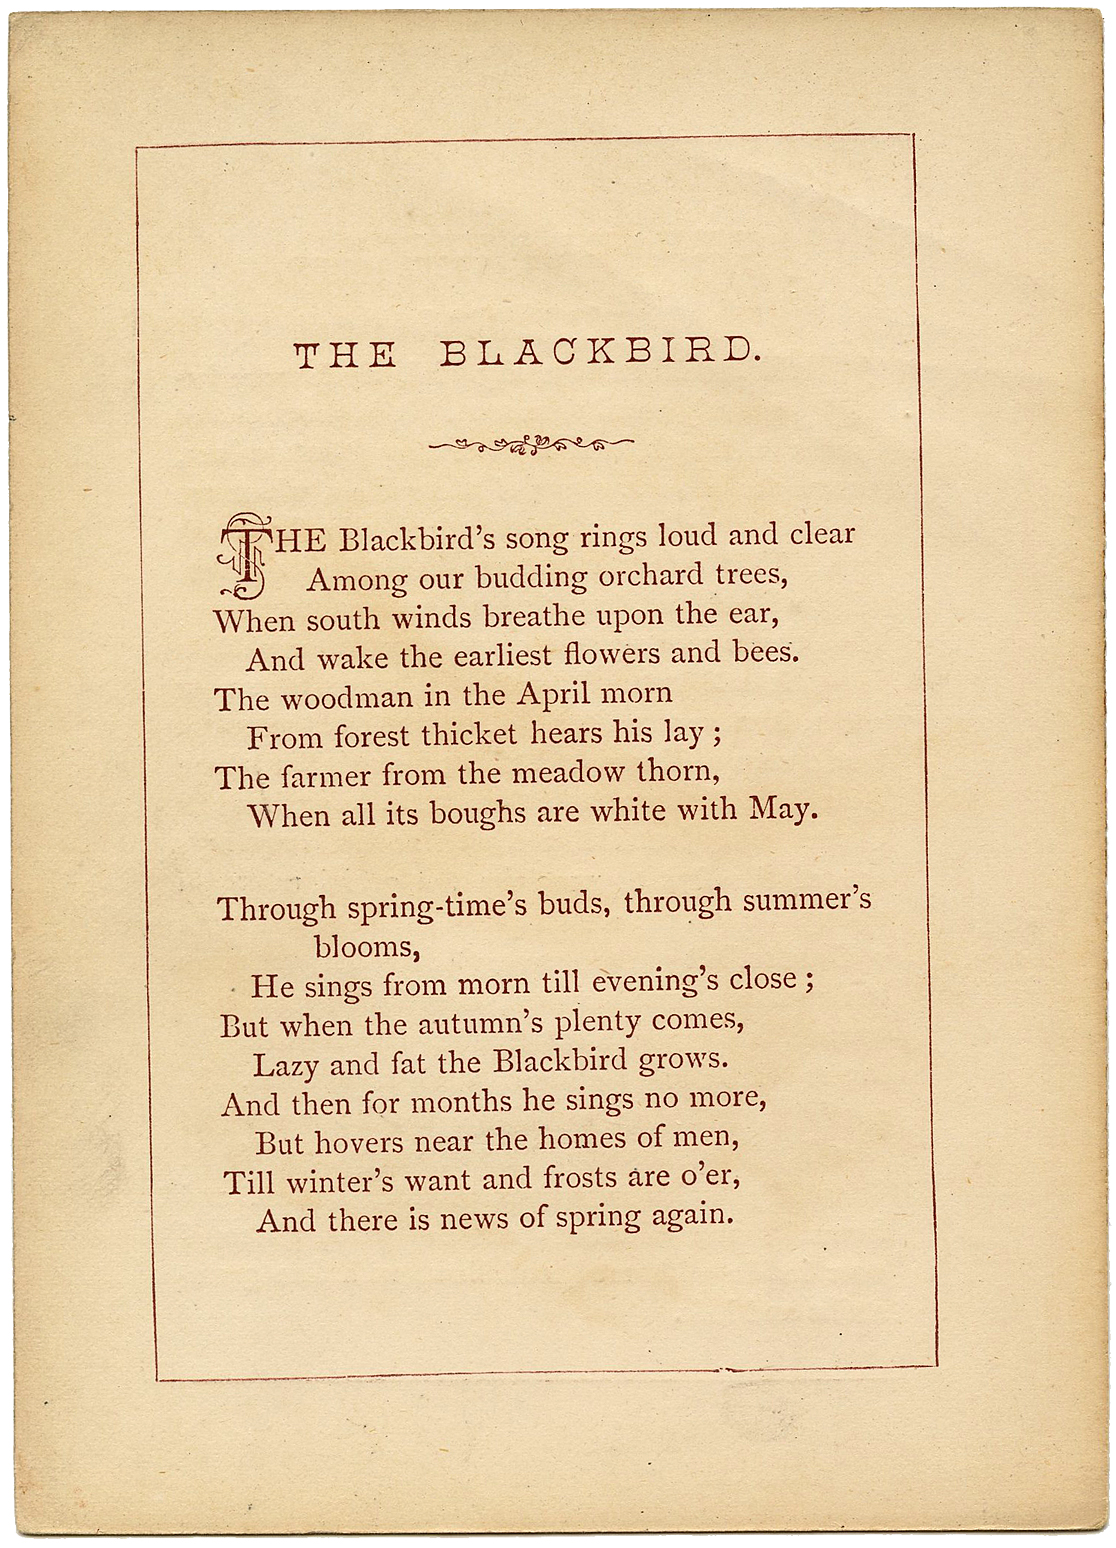 THE BLACKBIRD.
THE Blackbird's song rings loud and clear
Among our budding orchard trees,
When south winds breathe upon the ear,
And wake the earliest flowers and bees.
The woodman in the April morn
From forest thicket hears his lay ;
The farmer from the meadow thorn,
When all its boughs are white with May.
Through spring-time's buds, through summer's
blooms,
He sings from morn till evening's close ;
But when the autumn's plenty comes,
Lazy and fat the Blackbird grows.
And then for months he sings no more,
But hovers near the homes of men,
Till winter's want and frosts are o'er,
And there is news of spring again.